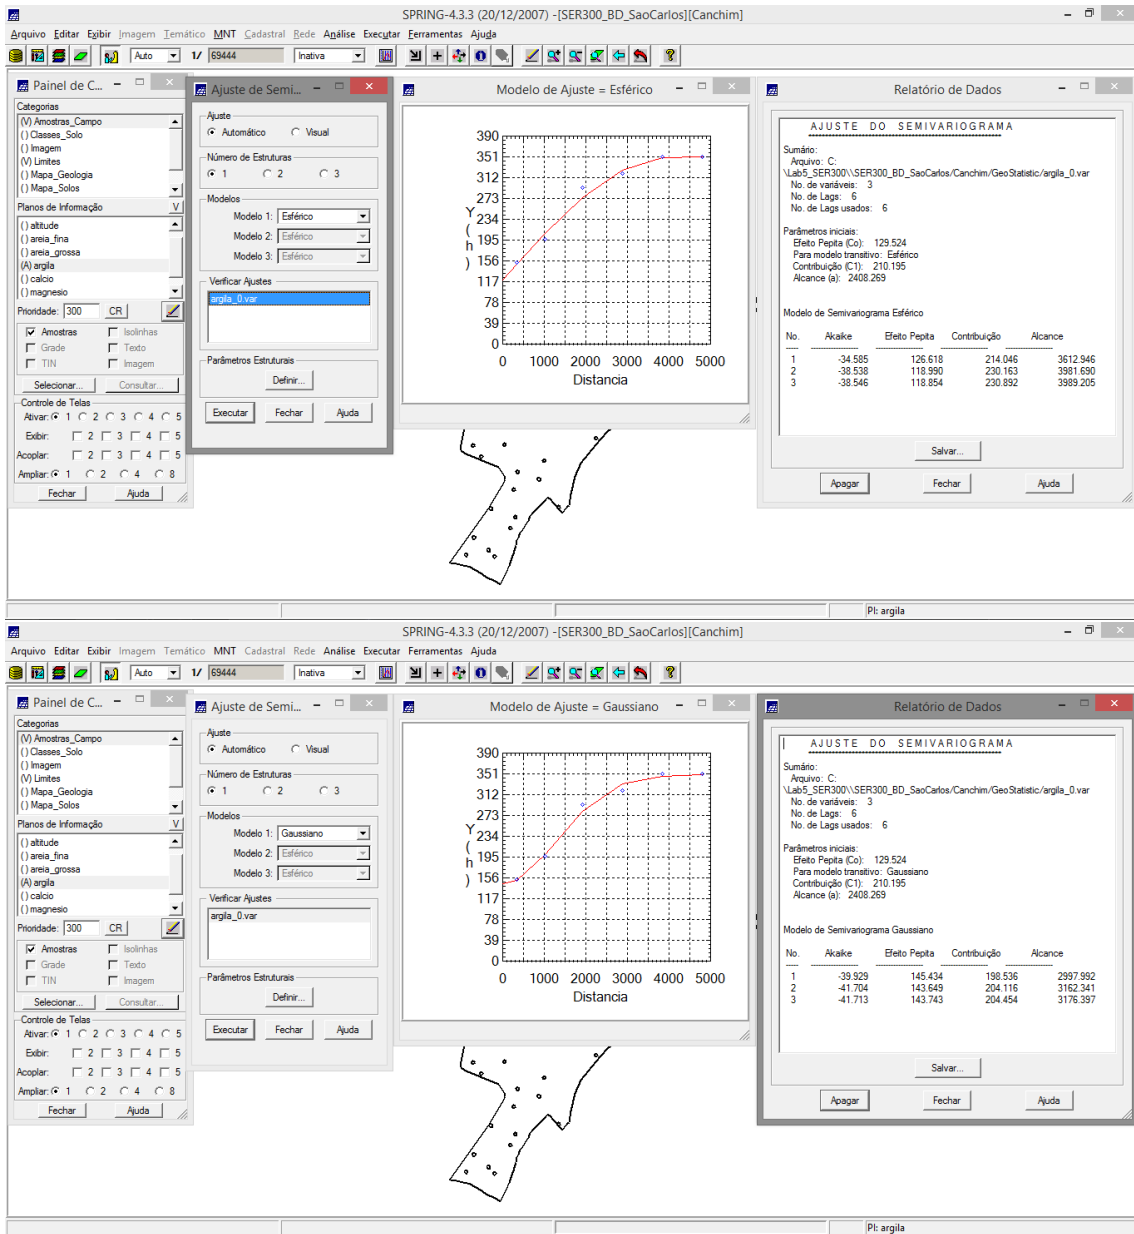 SPRING-4.3.3 (20/12/2007) -[SER300_BD_SaoCarlos][Canchim]
Arquivo Editar Exibir Imagem Temático MNT Cadastral Rede Análise Executar Ferramentas Ajuda
Auto 1/ 69444 Inativa
Painel de C...
Categorias
(V) Amostras_Campo
() Classes_Solo
() Imagem
(V) Limites
() Mapa_Geologia
() Mapa_Solos
Planos de Informação V
() altitude
() areia_fina
() areia_grossa
(A) argila
() calcio
() magnesio
Prioridade: 300 CR
Amostras Isolinhas
Grade Texto
TIN Imagem
Selecionar... Consultar...
Controle de Telas
Ativar: 1 2 3 4 5
Exibir: 2 3 4 5
Acoplar: 2 3 4 5
Ampliar: 1 2 4 8
Fechar Ajuda
Ajuste de Semi...
Ajuste
Automático Visual
Número de Estruturas
1 2 3
Modelos
Modelo 1: Esférico
Modelo 2: Esférico
Modelo 3: Esférico
Verificar Ajustes
argila_0.var
Parâmetros Estruturais
Definir...
Executar Fechar Ajuda
Modelo de Ajuste = Esférico
Y(h)
390
351
312
273
234
195
156
117
78
39
0
0 1000 2000 3000 4000 5000
Distancia
Relatório de Dados
AJUSTE DO SEMIVARIOGRAMA
Sumário:
Arquivo: C:
\Lab5_SER300\\SER300_BD_SaoCarlos/Canchim/GeoStatistic/argila_0.var
No. de variáveis: 3
No. de Lags: 6
No. de Lags usados: 6
Parâmetros iniciais:
Efeito Pepita (Co): 129.524
Para modelo transitivo: Esférico
Contribuição (C1): 210.195
Alcance (a): 2408.269
Modelo de Semivariograma Esférico
No. Akaike Efeito Pepita Contribuição Alcance
1 -34.585 126.618 214.046 3612.946
2 -38.538 118.990 230.163 3981.690
3 -38.546 118.854 230.892 3989.205
Salvar...
Apagar Fechar Ajuda
PI: argila
SPRING-4.3.3 (20/12/2007) -[SER300_BD_SaoCarlos][Canchim]
Arquivo Editar Exibir Imagem Temático MNT Cadastral Rede Análise Executar Ferramentas Ajuda
Auto 1/ 69444 Inativa
Painel de C...
Categorias
(V) Amostras_Campo
() Classes_Solo
() Imagem
(V) Limites
() Mapa_Geologia
() Mapa_Solos
Planos de Informação V
() altitude
() areia_fina
() areia_grossa
(A) argila
() calcio
() magnesio
Prioridade: 300 CR
Amostras Isolinhas
Grade Texto
TIN Imagem
Selecionar... Consultar...
Controle de Telas
Ativar: 1 2 3 4 5
Exibir: 2 3 4 5
Acoplar: 2 3 4 5
Ampliar: 1 2 4 8
Fechar Ajuda
Ajuste de Semi...
Ajuste
Automático Visual
Número de Estruturas
1 2 3
Modelos
Modelo 1: Gaussiano
Modelo 2: Esférico
Modelo 3: Esférico
Verificar Ajustes
argila_0.var
Parâmetros Estruturais
Definir...
Executar Fechar Ajuda
Modelo de Ajuste = Gaussiano
Y(h)
390
351
312
273
234
195
156
117
78
39
0
0 1000 2000 3000 4000 5000
Distancia
Relatório de Dados
AJUSTE DO SEMIVARIOGRAMA
Sumário:
Arquivo: C:
\Lab5_SER300\\SER300_BD_SaoCarlos/Canchim/GeoStatistic/argila_0.var
No. de variáveis: 3
No. de Lags: 6
No. de Lags usados: 6
Parâmetros iniciais:
Efeito Pepita (Co): 129.524
Para modelo transitivo: Gaussiano
Contribuição (C1): 210.195
Alcance (a): 2408.269
Modelo de Semivariograma Gaussiano
No. Akaike Efeito Pepita Contribuição Alcance
1 -39.929 145.434 198.536 2997.992
2 -41.704 143.649 204.116 3162.341
3 -41.713 143.743 204.454 3176.397
Salvar...
Apagar Fechar Ajuda
PI: argila